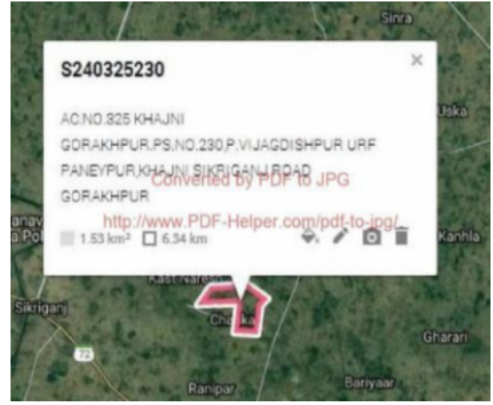 Sinra
S240325230
×
Uska
AC.NO.325 KHAJNI
GORAKHPUR.PS.NO.230,P.VIJAGDISHPUR URF
PANEYPUR,KHAJNI SIKRIGANJ ROAD
GORAKHPUR
Converted by PDF to JPG
http://www.PDF-Helper.com/pdf-to-jpg/
1.53 km² 6.34 km
Kanhla
Sikriganj
Gharari
72
Ranipar
Bariyaar